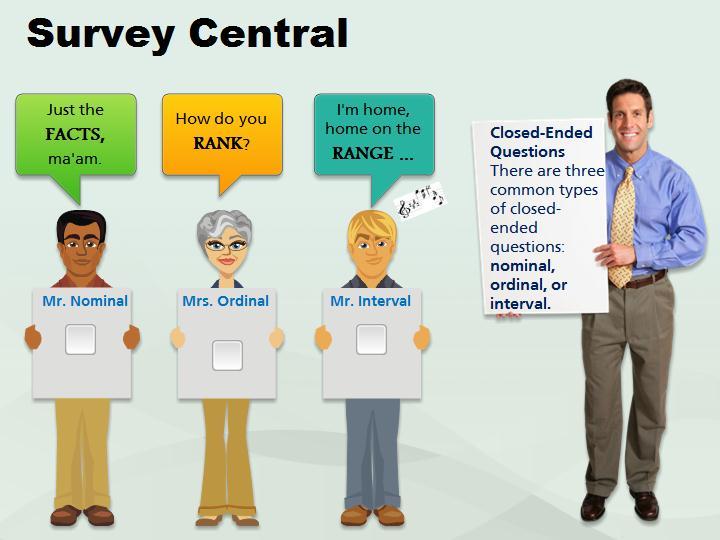 Survey Central
Just the
FACTS,
ma'am.
How do you
RANK?
I'm home,
home on the
RANGE ...
Mr. Nominal
Mrs. Ordinal
Mr. Interval
Closed-Ended
Questions
There are three
common types
of closed-
ended
questions:
nominal,
ordinal, or
interval.